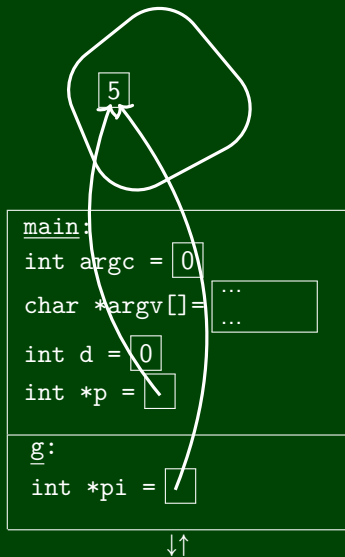 5
main:
int argc = 0
char *argv[]= ...
...
int d = 0
int *p =
g:
int *pi =
↓↑